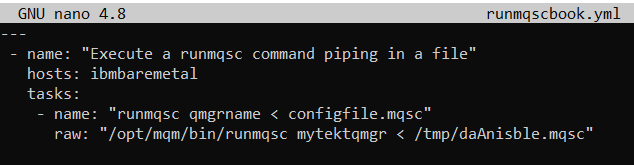 GNU nano 4.8 runmqscbook.yml
---
 - name: "Execute a runmqsc command piping in a file"
   hosts: ibmbaremetal
   tasks:
    - name: "runmqsc qmgrname < configfile.mqsc"
      raw: "/opt/mqm/bin/runmqsc mytektqmgr < /tmp/daAnisble.mqsc"